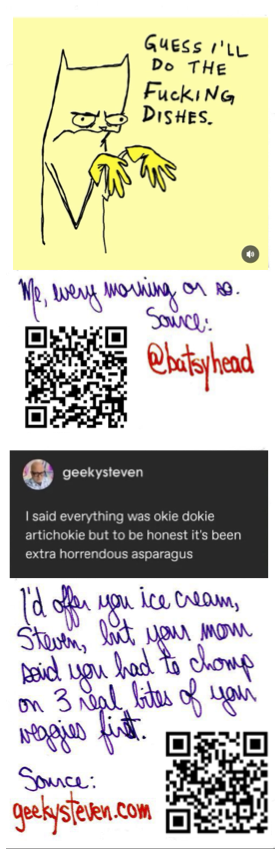 GUESS I'LL
DO THE
FUCKING
DISHES.
Me, every morning or so.
Source:
@batsyhead
geekysteven
I said everything was okie dokie
artichokie but to be honest it's been
extra horrendous asparagus
I'd offer you ice cream,
Steven, but your mom
said you had to chomp
on 3 real bites of your
veggies first.
Source:
geekysteven.com